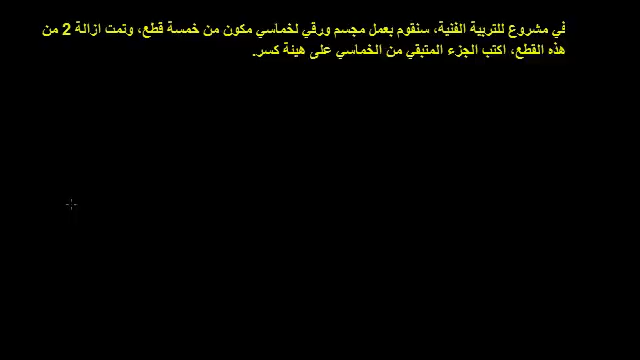 في مشروع للتربية الفنية، سنقوم بعمل مجسم ورقي لخماسي مكون من خمسة قطع، وتمت ازالة 2 من
هذه القطع، اكتب الجزء المتبقي من الخماسي على هيئة كسر.